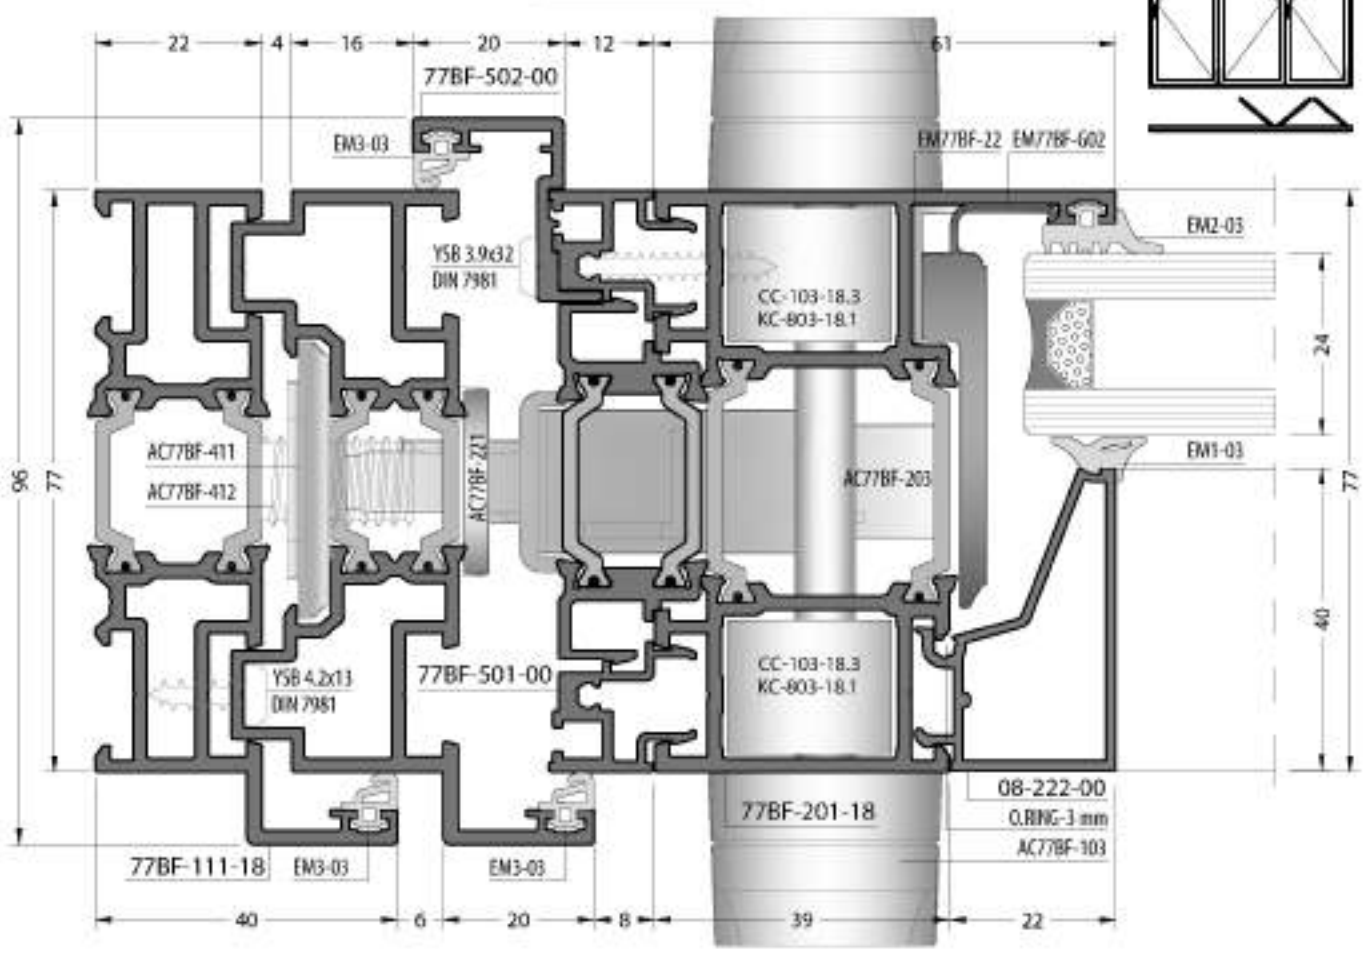 22
4
16
20
12
61
77BF-502-00
EM3-03
EM77BF-22
EM77BF-G02
EM2-03
YSB 3.9x32
DIN 7981
CC-103-18.3
KC-803-18.1
24
AC77BF-411
AC77BF-412
AC77BF-221
AC77BF-203
EM1-03
96
77
77
40
CC-103-18.3
KC-803-18.1
YSB 4.2x13
DIN 7981
77BF-501-00
77BF-201-18
08-222-00
O.RING-3 mm
AC77BF-103
77BF-111-18
EM3-03
EM3-03
40
6
20
8
39
22